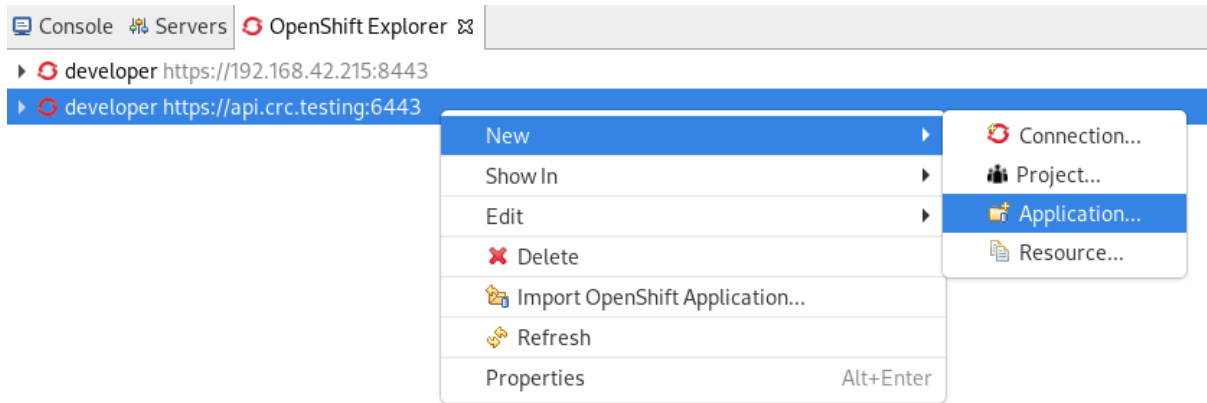 Console Servers OpenShift Explorer
developer https://192.168.42.215:8443
developer https://api.crc.testing:6443
New
Show In
Edit
Delete
Import OpenShift Application...
Refresh
Properties Alt+Enter
Connection...
Project...
Application...
Resource...